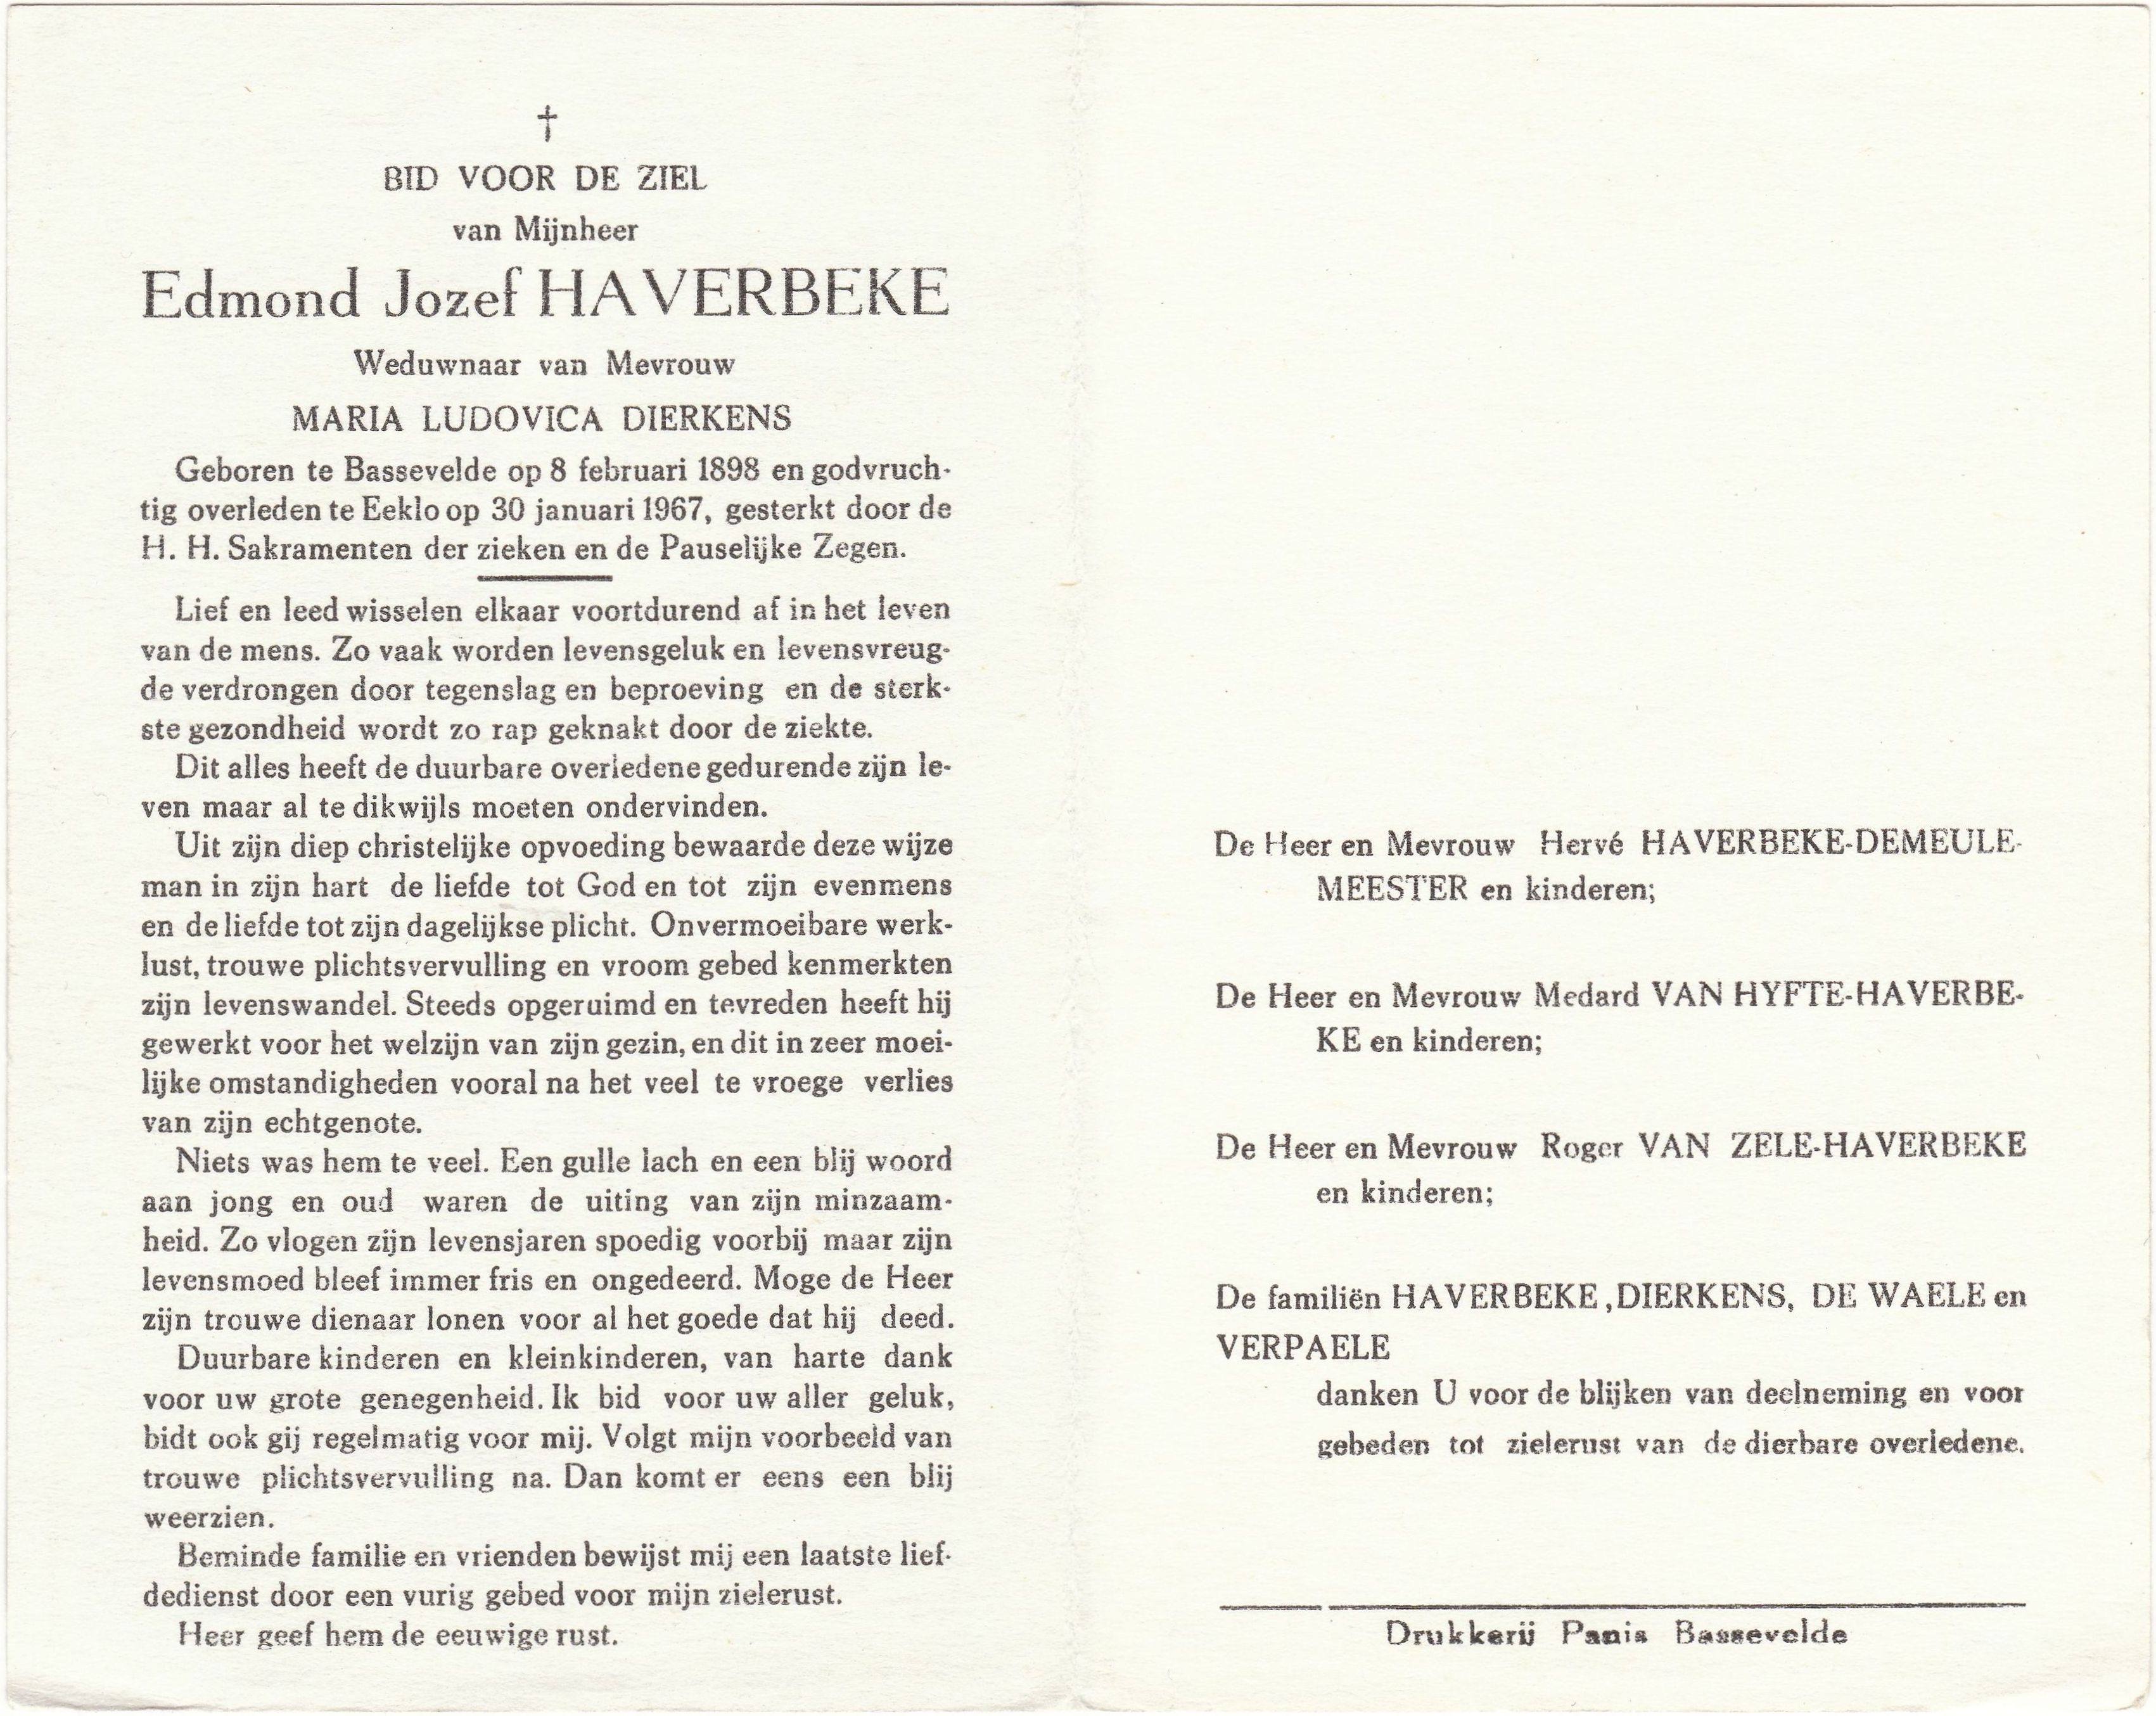 †
BID VOOR DE ZIEL
van Mijnheer
Edmond Jozef HAVERBEKE
Weduwnaar van Mevrouw
MARIA LUDOVICA DIERKENS
Geboren te Bassevelde op 8 februari 1898 en godvruch-
tig overleden te Eeklo op 30 januari 1967, gesterkt door de
H. H. Sakramenten der zieken en de Pauselijke Zegen.
Lief en leed wisselen elkaar voortdurend af in het leven
van de mens. Zo vaak worden levensgeluk en levensvreug-
de verdrongen door tegenslag en beproeving en de sterk-
ste gezondheid wordt zo rap geknakt door de ziekte.
Dit alles heeft de duurbare overledene gedurende zijn le-
ven maar al te dikwijls moeten ondervinden.
Uit zijn diep christelijke opvoeding bewaarde deze wijze
man in zijn hart de liefde tot God en tot zijn evenmens
en de liefde tot zijn dagelijkse plicht. Onvermoeibare werk-
lust, trouwe plichtsvervulling en vroom gebed kenmerkten
zijn levenswandel. Steeds opgeruimd en tevreden heeft hij
gewerkt voor het welzijn van zijn gezin, en dit in zeer moei-
lijke omstandigheden vooral na het veel te vroege verlies
van zijn echtgenote.
Niets was hem te veel. Een gulle lach en een blij woord
aan jong en oud waren de uiting van zijn minzaam-
heid. Zo vlogen zijn levensjaren spoedig voorbij maar zijn
levensmoed bleef immer fris en ongedeerd. Moge de Heer
zijn trouwe dienaar lonen voor al het goede dat hij deed.
Duurbare kinderen en kleinkinderen, van harte dank
voor uw grote genegenheid. Ik bid voor uw aller geluk,
bidt ook gij regelmatig voor mij. Volgt mijn voorbeeld van
trouwe plichtsvervulling na. Dan komt er eens een blij
weerzien.
Beminde familie en vrienden bewijst mij een laatste lief-
dedienst door een vurig gebed voor mijn zielerust.
Heer geef hem de eeuwige rust.
De Heer en Mevrouw Hervé HAVERBEKE-DEMEULE-
MEESTER en kinderen;
De Heer en Mevrouw Medard VAN HYFTE-HAVERBE-
KE en kinderen;
De Heer en Mevrouw Roger VAN ZELE-HAVERBEKE
en kinderen;
De familiën HAVERBEKE, DIERKENS, DE WAELE en
VERPAELE
danken U voor de blijken van deelneming en voor
gebeden tot zielerust van de dierbare overledene.
Drukkerij Panis Bassevelde